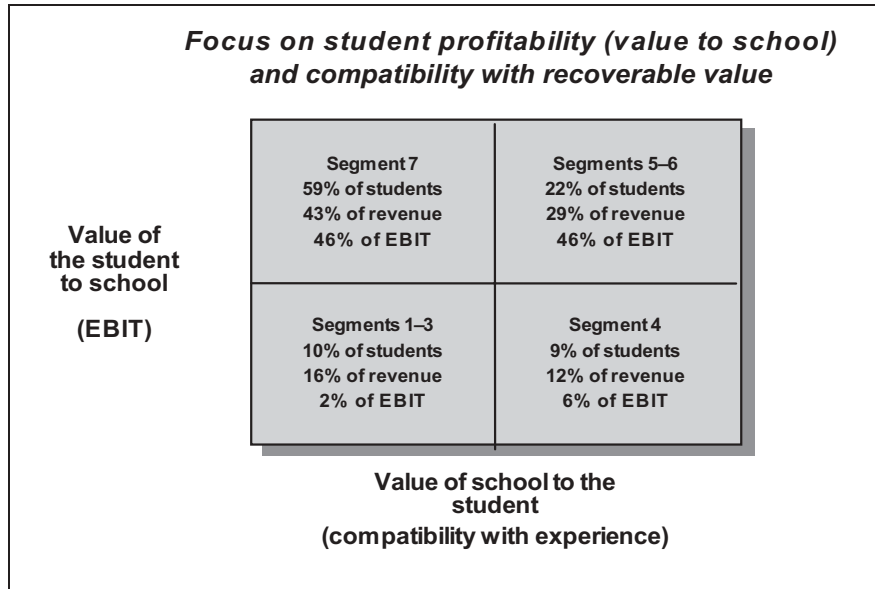 Focus on student profitability (value to school)
and compatibility with recoverable value
Segment 7
59% of students
43% of revenue
46% of EBIT
Segments 5–6
22% of students
29% of revenue
46% of EBIT
Value of
the student
to school
(EBIT)
Segments 1–3
10% of students
16% of revenue
2% of EBIT
Segment 4
9% of students
12% of revenue
6% of EBIT
Value of school to the
student
(compatibility with experience)